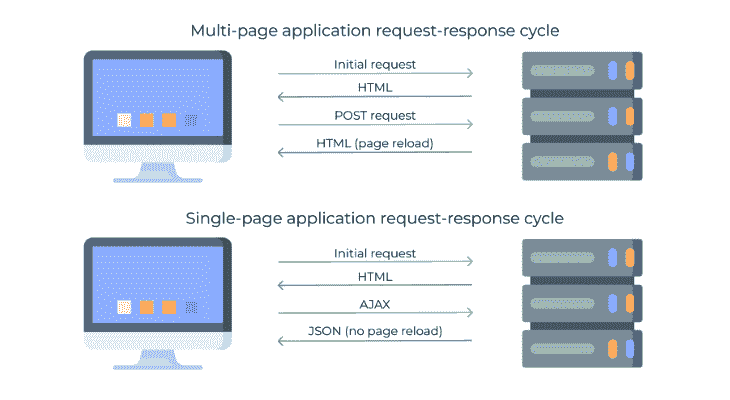 Multi-page application request-response cycle
Initial request
HTML
POST request
HTML (page reload)
Single-page application request-response cycle
Initial request
HTML
AJAX
JSON (no page reload)